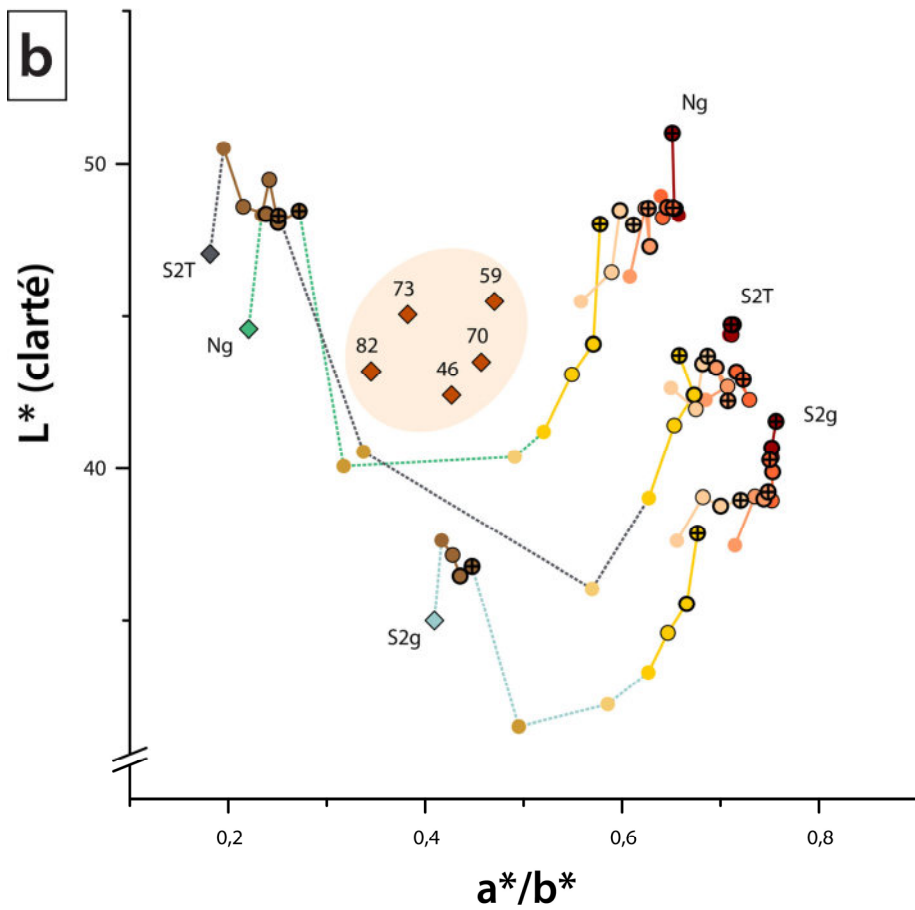 b
Ng
50
59
S2T
73
S2T
Ng
70
82
46
S2g
40
S2g
L* (clarté)
0,2
0,4
0,6
0,8
a*/b*